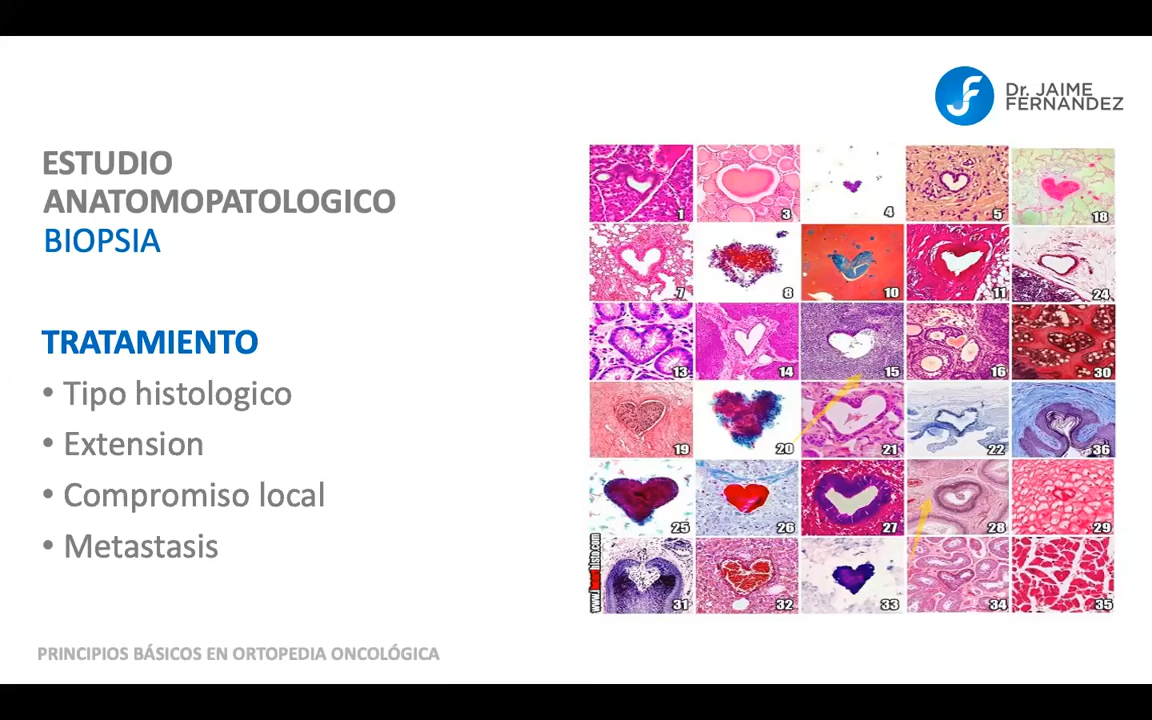 Dr. JAIME
FERNANDEZ
ESTUDIO
ANATOMOPATOLOGICO
BIOPSIA
TRATAMIENTO
• Tipo histologico
• Extension
• Compromiso local
• Metastasis
1 3 4 5 18
7 8 10 11 24
13 14 15 16 30
19 20 21 22 36
25 26 27 28 29
31 32 33 34 35
PRINCIPIOS BÁSICOS EN ORTOPEDIA ONCOLÓGICA